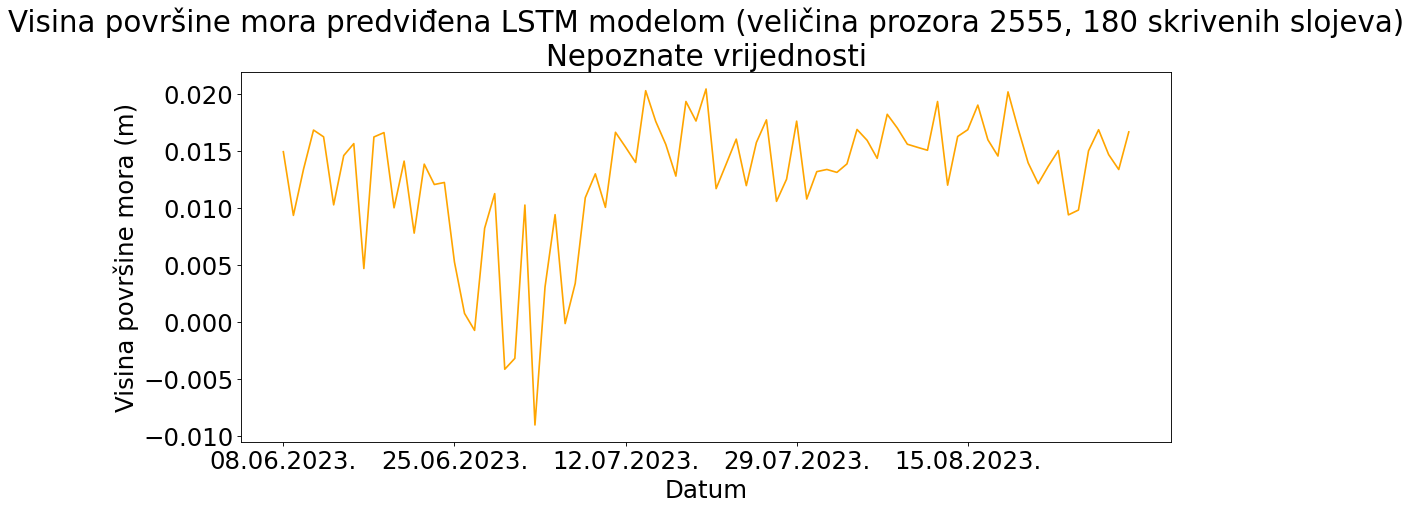 Visina površine mora predviđena LSTM modelom (veličina prozora 2555, 180 skrivenih slojeva)
Nepoznate vrijednosti
Visina površine mora (m)
0.020
0.015
0.010
0.005
0.000
−0.005
−0.010
08.06.2023. 25.06.2023. 12.07.2023. 29.07.2023. 15.08.2023.
Datum